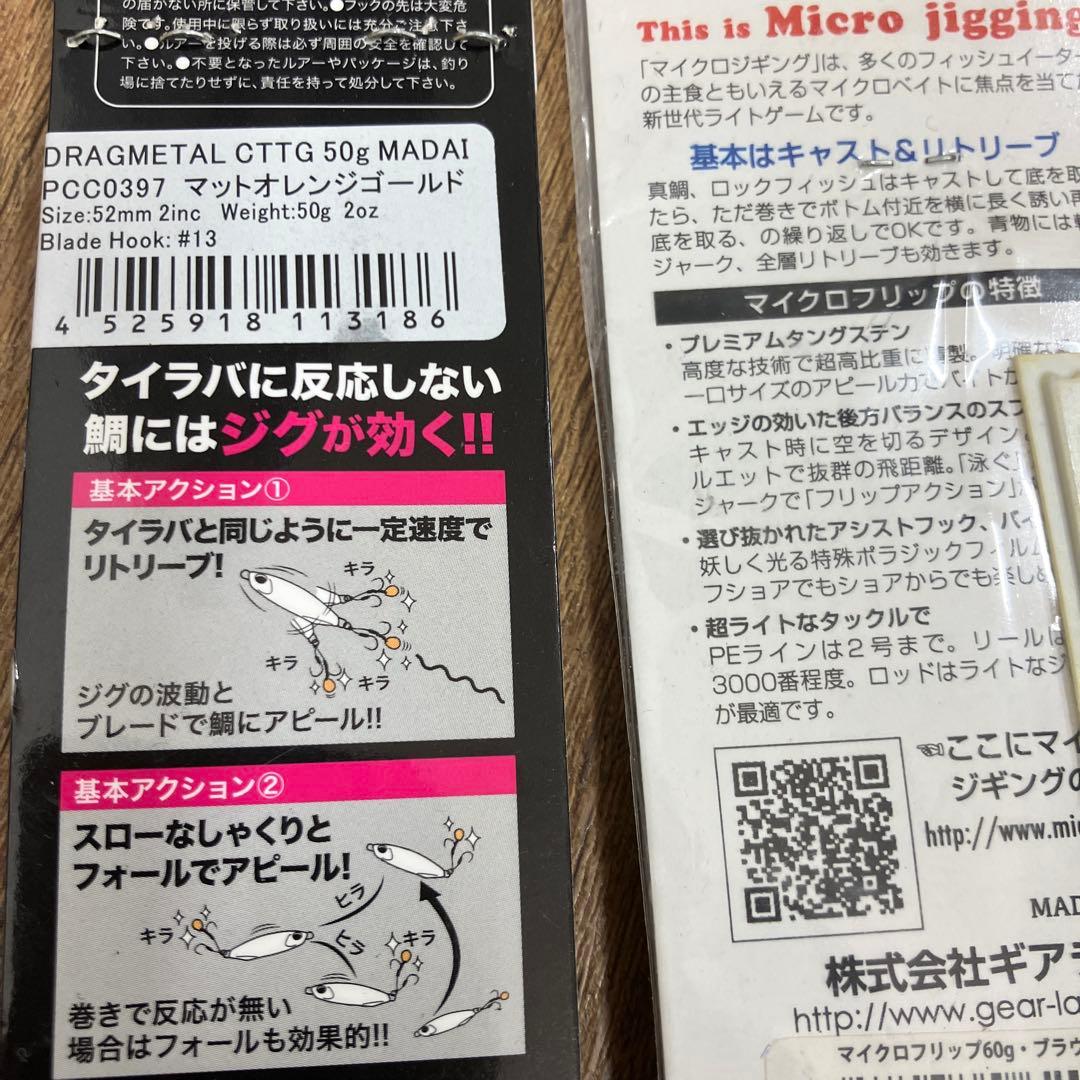 の届かない所に保管して下さい。●フックの先は大変危
険です。使用中に限らず取り扱いには充分ご注意下さ
い。●ルアーを投げる際は必ず周囲の安全を確認して
下さい。●不要となったルアーやパッケージは、釣り
場に捨てたりせずに、責任を持って処分して下さい。
DRAGMETAL CTTG 50g MADAI
PCC0397 マットオレンジゴールド
Size:52mm 2inc Weight:50g 2oz
Blade Hook: #13
4 525918 113186
タイラバに反応しない
鯛にはジグが効く!!
基本アクション①
タイラバと同じように一定速度で
リトリーブ!
キラ
キラ
キラ
ジグの波動と
ブレードで鯛にアピール!!
基本アクション②
スローなしゃくりと
フォールでアピール!
ヒラ
キラ
ヒラ
キラ
巻きで反応が無い
場合はフォールも効果的!!
This is Micro jigging
「マイクロジギング」は、多くのフィッシュイーター
の主食ともいえるマイクロベイトに焦点を当てた
新世代ライトゲームです。
基本はキャスト&リトリーブ
真鯛、ロックフィッシュはキャストして底を取
たら、ただ巻きでボトム付近を横に長く誘い再
底を取る、の繰り返しでOKです。青物には
ジャーク、全層リトリーブも効きます。
マイクロフリップの特徴
・プレミアムタングステン
高度な技術で超高比重に精製。明確な
一口サイズのアピール力でバイトが
・エッジの効いた後方バランスのス
キャスト時に空を切るデザイン。
ルエットで抜群の飛距離。「泳ぐ」
ジャークで「フリップアクション」
・選び抜かれたアシストフック、
妖しく光る特殊ポラジックフィルム
フショアでもショアからでも楽し
・超ライトなタックルで
PEラインは2号まで。リールは
3000番程度。ロッドはライトなジ
が最適です。
ここにマイ
ジギングの
http://www.mic
MAD
株式会社ギアラ
http://www.gear-la
マイクロフリップ60g・ブラウ